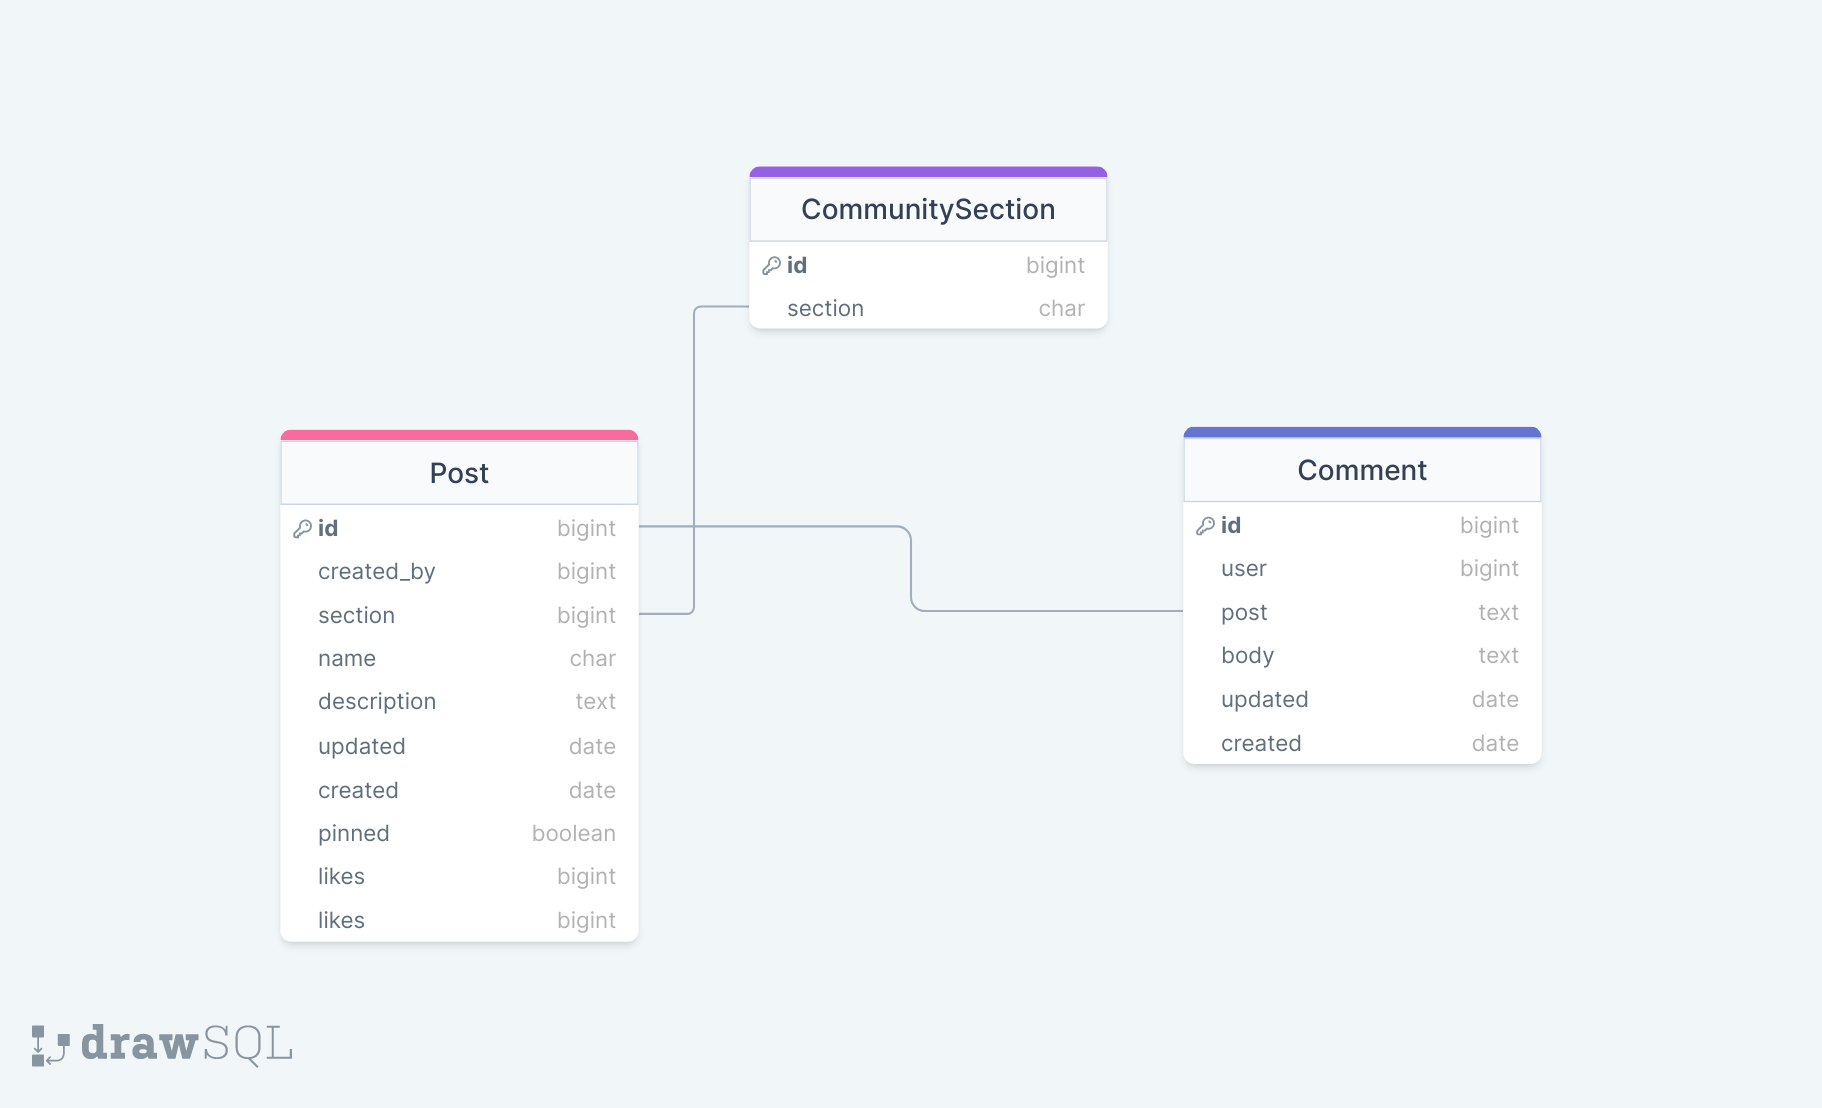 CommunitySection
id bigint
section char
Post
id bigint
created_by bigint
section bigint
name char
description text
updated date
created date
pinned boolean
likes bigint
likes bigint
Comment
id bigint
user bigint
post text
body text
updated date
created date
drawSQL